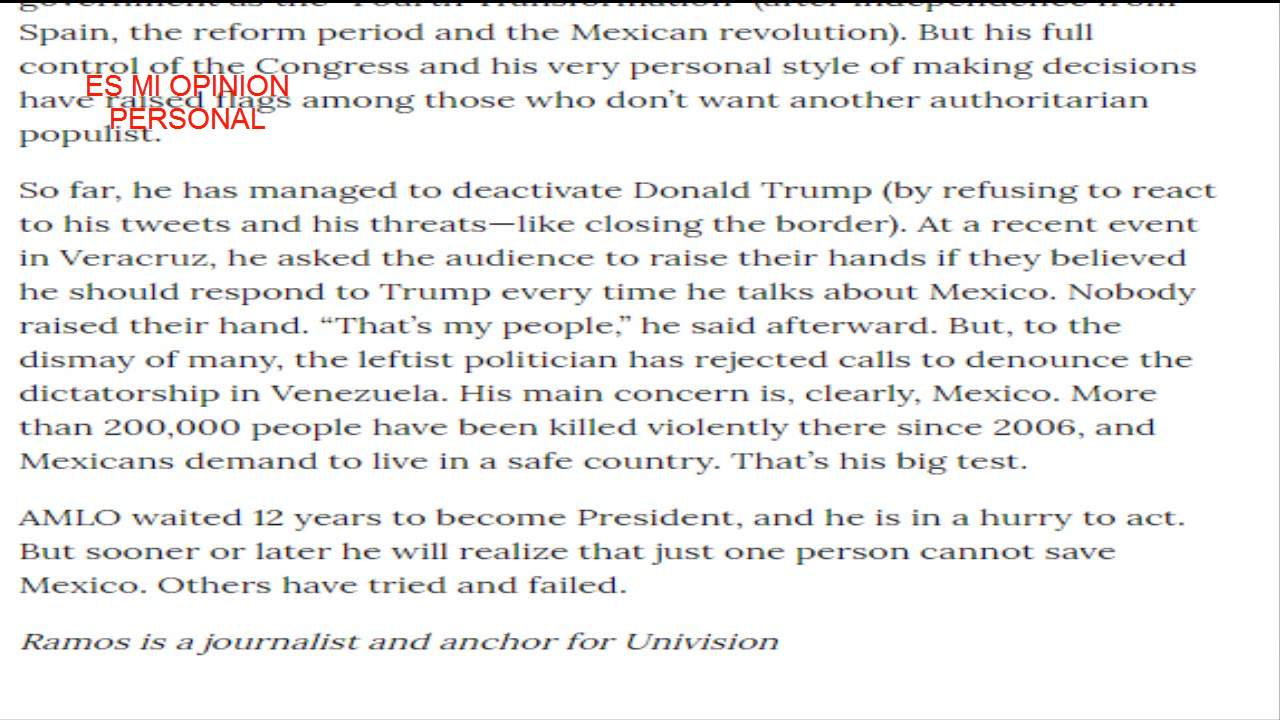 government as the "Fourth Transformation" (after independence from
Spain, the reform period and the Mexican revolution). But his full
control of the Congress and his very personal style of making decisions
have raised flags among those who don't want another authoritarian
populist.
ES MI OPINION
PERSONAL
So far, he has managed to deactivate Donald Trump (by refusing to react
to his tweets and his threats—like closing the border). At a recent event
in Veracruz, he asked the audience to raise their hands if they believed
he should respond to Trump every time he talks about Mexico. Nobody
raised their hand. “That’s my people,” he said afterward. But, to the
dismay of many, the leftist politician has rejected calls to denounce the
dictatorship in Venezuela. His main concern is, clearly, Mexico. More
than 200,000 people have been killed violently there since 2006, and
Mexicans demand to live in a safe country. That’s his big test.
AMLO waited 12 years to become President, and he is in a hurry to act.
But sooner or later he will realize that just one person cannot save
Mexico. Others have tried and failed.
Ramos is a journalist and anchor for Univision